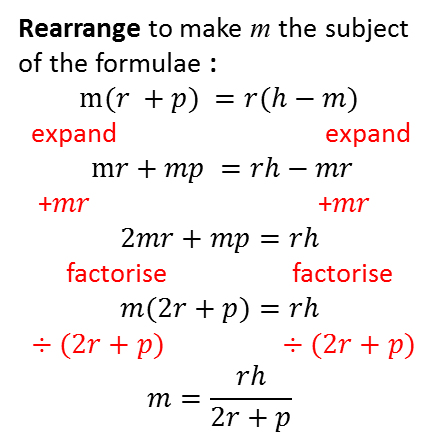 Rearrange to make m the subject
of the formulae :
m(r + p) = r(h − m)
expand expand
mr + mp = rh − mr
+mr +mr
2mr + mp = rh
factorise factorise
m(2r + p) = rh
÷ (2r + p) ÷ (2r + p)
m = rh / 2r + p